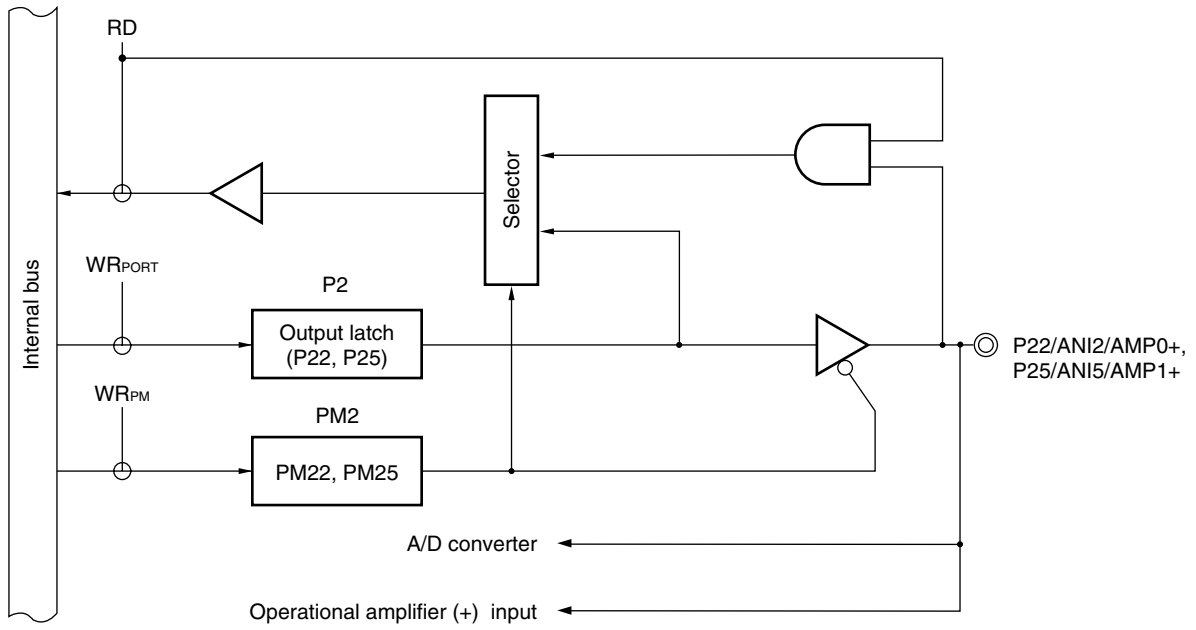 RD
Selector
Internal bus
WRPORT
P2
Output latch
(P22, P25)
P22/ANI2/AMP0+,
P25/ANI5/AMP1+
WRPM
PM2
PM22, PM25
A/D converter
Operational amplifier (+) input